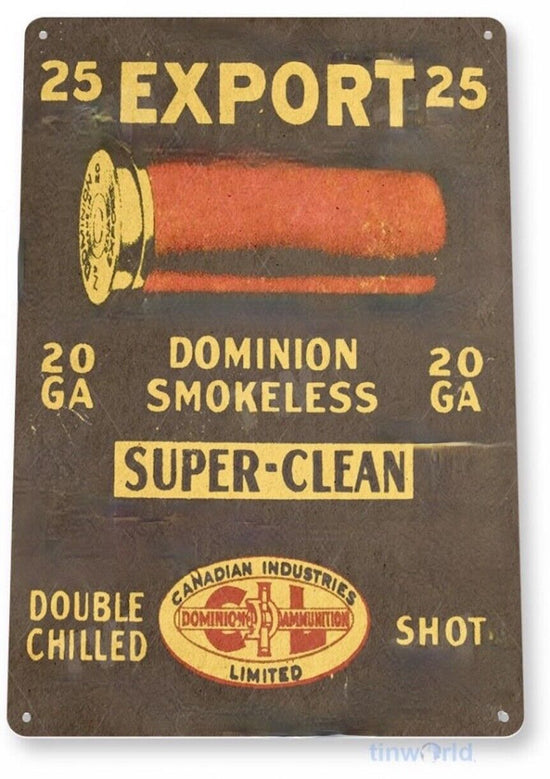 25 EXPORT 25
20 GA
DOMINION
SMOKELESS
20 GA
SUPER-CLEAN
DOUBLE
CHILLED
CANADIAN INDUSTRIES
CIL
DOMINION AMMUNITION
LIMITED
SHOT
tinworld